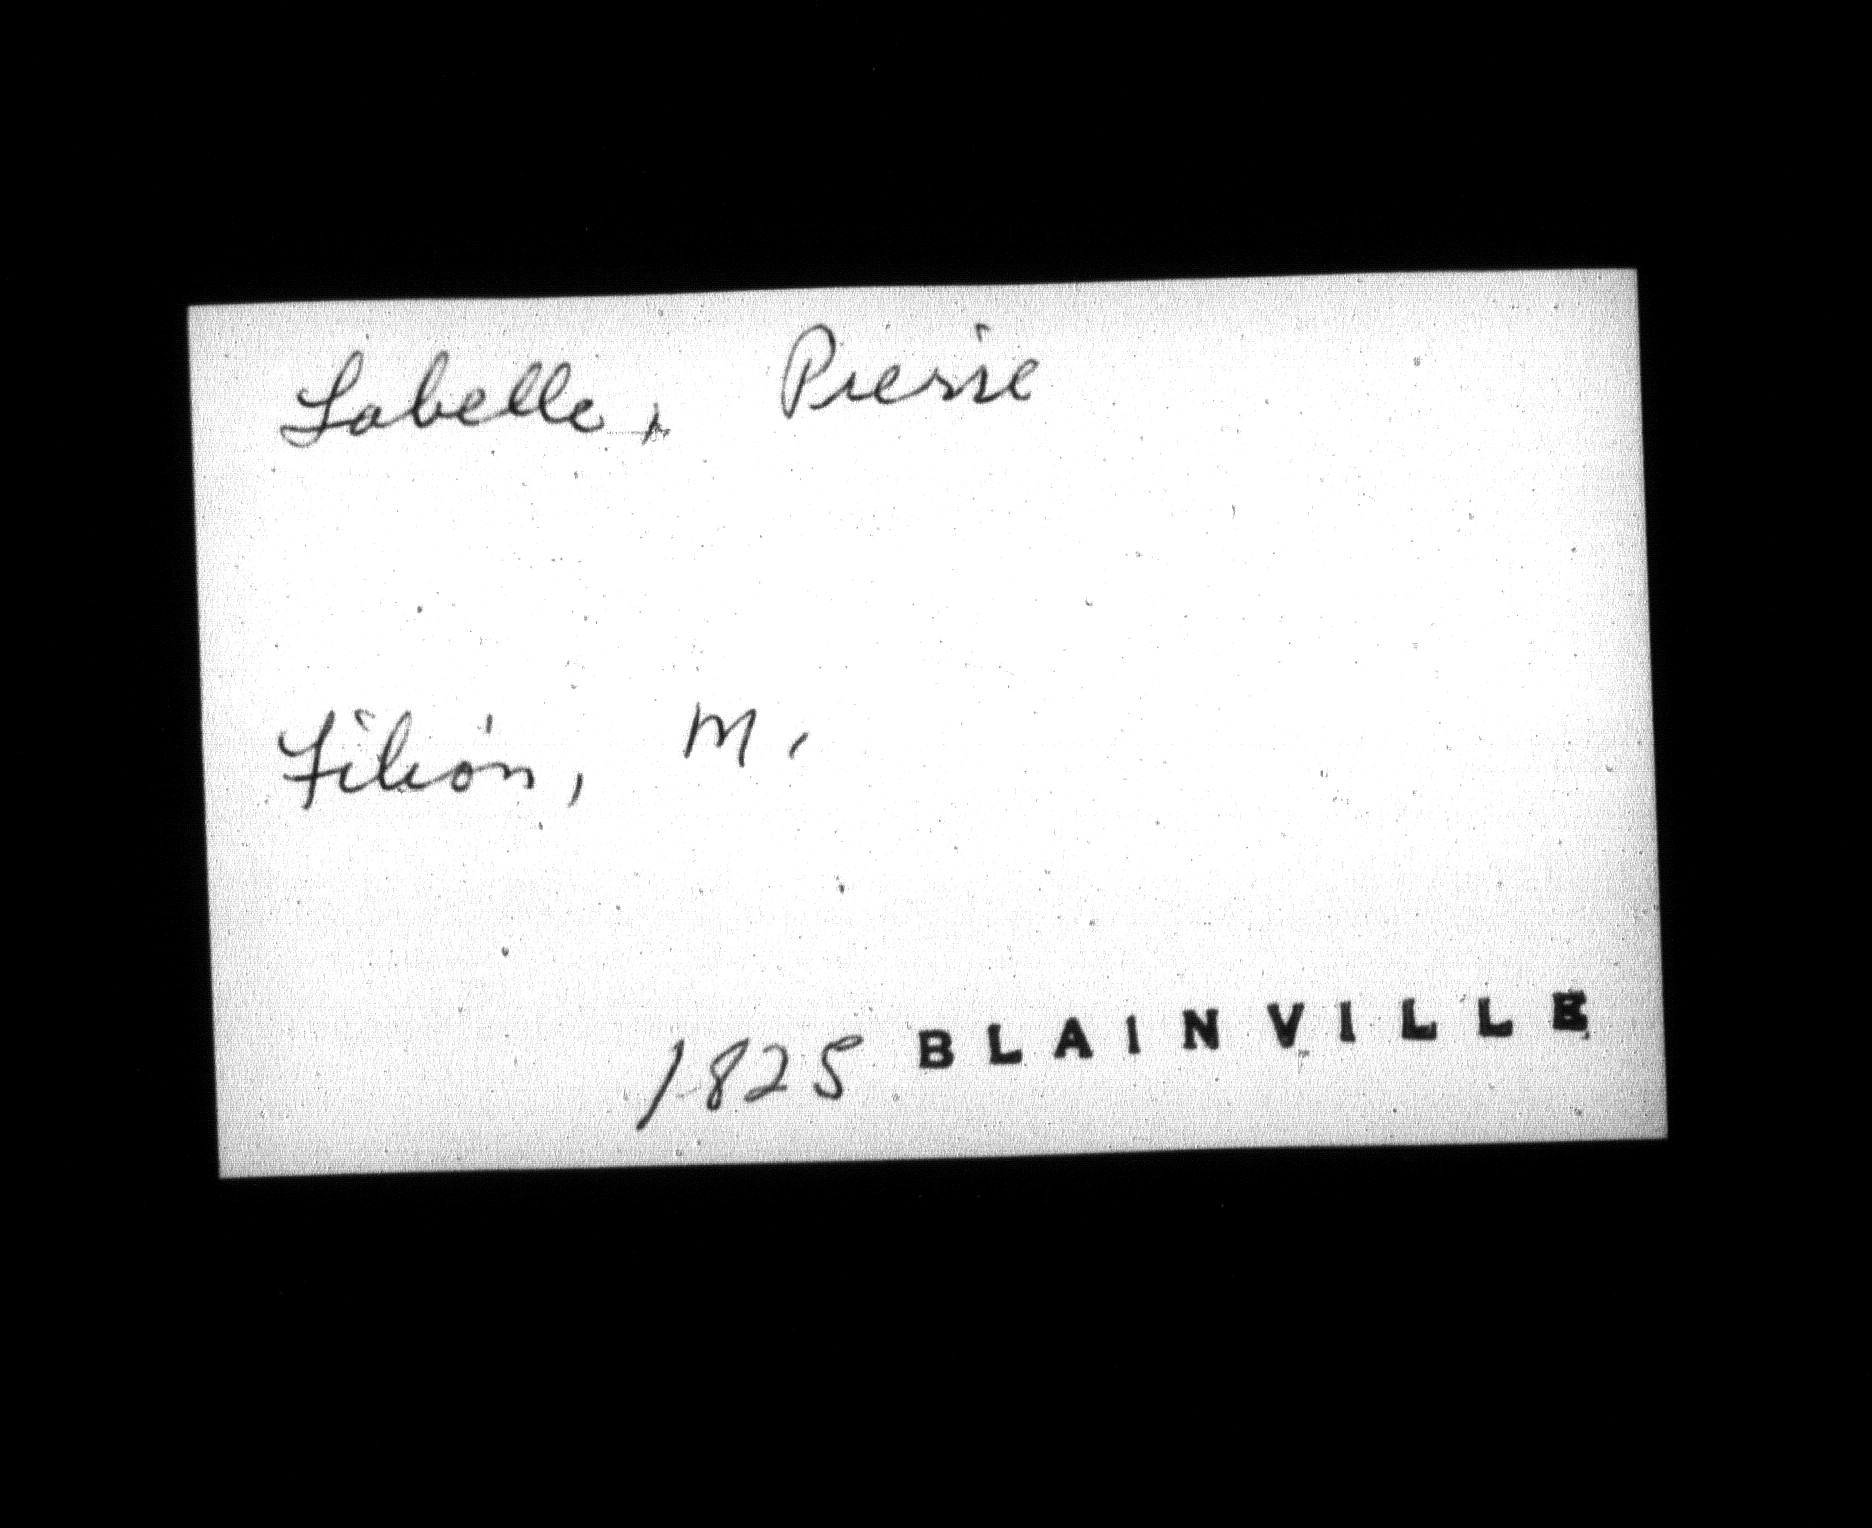 Labelle, Pierre
Filion, M.
1825 BLAINVILLE